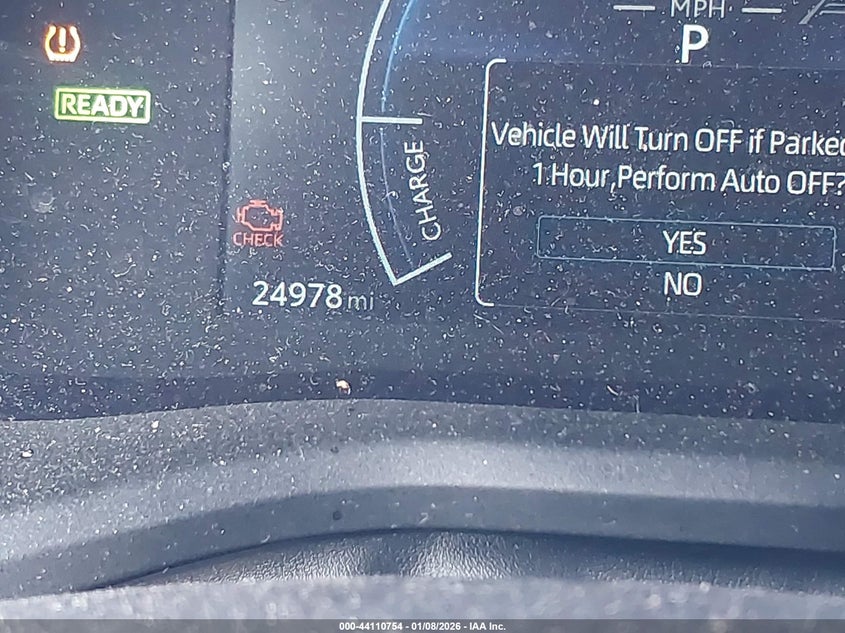 MPH
P
READY
Vehicle Will Turn OFF if Parked
1 Hour,Perform Auto OFF?
CHARGE
YES
CHECK
NO
24978 mi
000-44110754 - 01/08/2026 - IAA Inc.